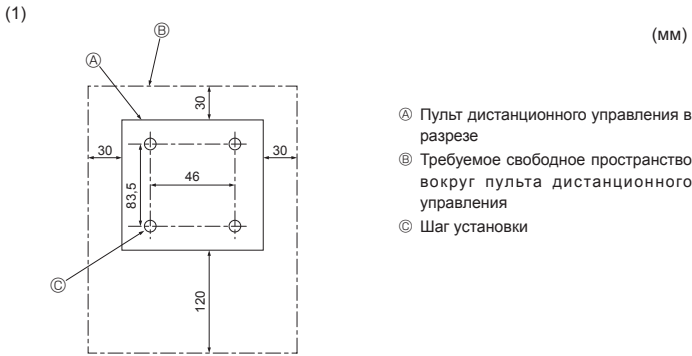 (1)
(мм)
Ⓑ
Ⓐ
30
30
30
46
83,5
Ⓒ
120
Ⓐ Пульт дистанционного управления в
разрезе
Ⓑ Требуемое свободное пространство
вокруг пульта дистанционного
управления
Ⓒ Шаг установки